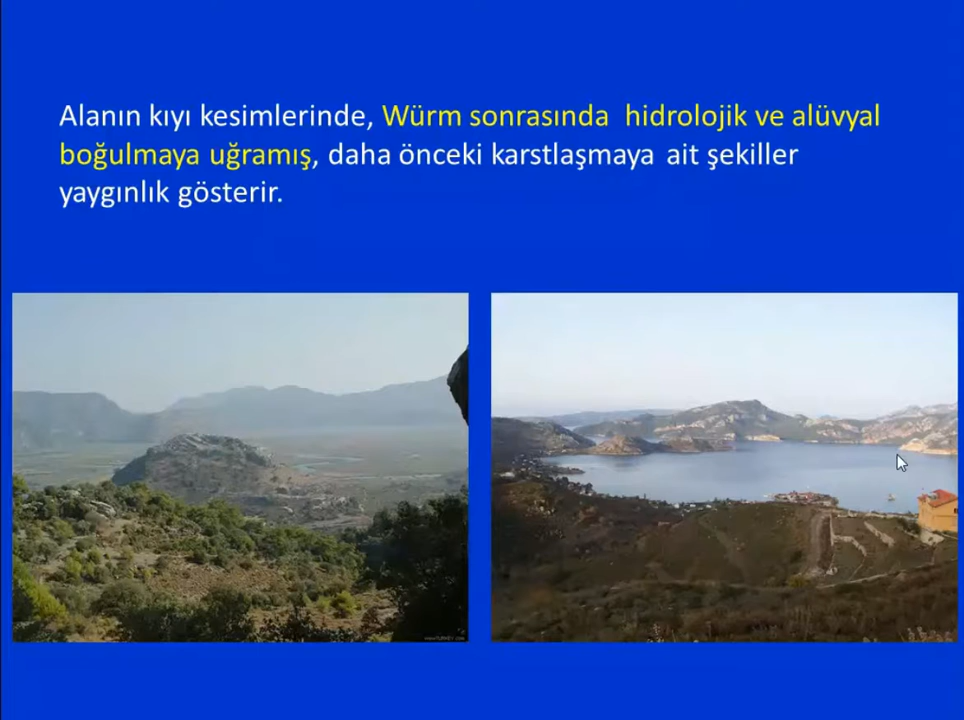 Alanın kıyı kesimlerinde, Würm sonrasında hidrolojik ve alüvyal
boğulmaya uğramış, daha önceki karstlaşmaya ait şekiller
yaygınlık gösterir.